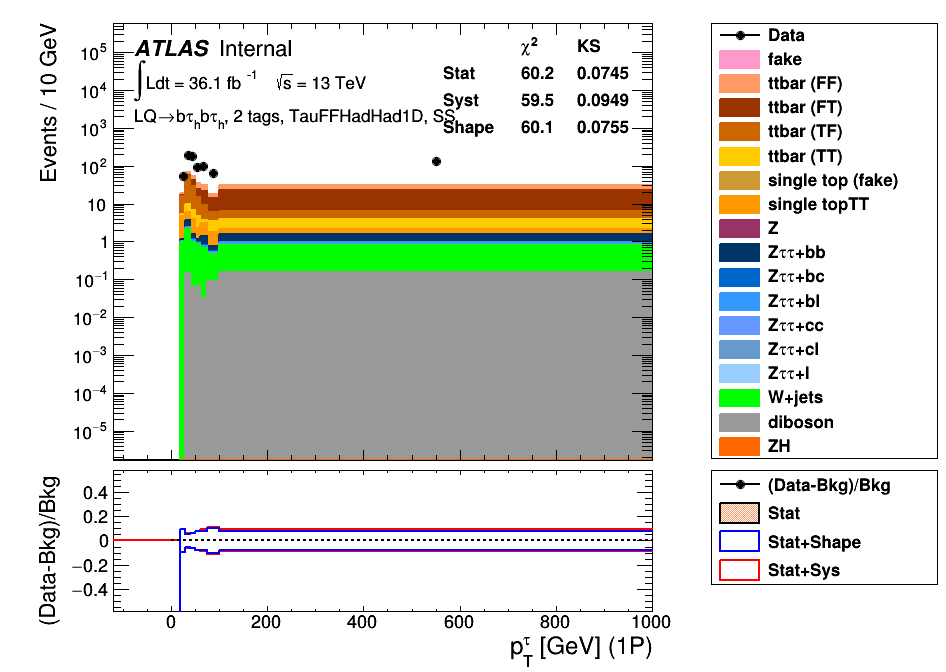 ATLAS Internal
∫Ldt = 36.1 fb⁻¹ √s = 13 TeV
LQ→bτₕbτₕ, 2 tags, TauFFHadHad1D, SS,
χ² KS
Stat 60.2 0.0745
Syst 59.5 0.0949
Shape 60.1 0.0755
Events / 10 GeV
10⁵
10⁴
10³
10²
10
1
10⁻¹
10⁻²
10⁻³
10⁻⁴
10⁻⁵
(Data-Bkg)/Bkg
0.4
0.2
0
−0.2
−0.4
0 200 400 600 800 1000
p_T^τ [GeV] (1P)
Data
fake
ttbar (FF)
ttbar (FT)
ttbar (TF)
ttbar (TT)
single top (fake)
single topTT
Z
Zττ+bb
Zττ+bc
Zττ+bl
Zττ+cc
Zττ+cl
Zττ+l
W+jets
diboson
ZH
(Data-Bkg)/Bkg
Stat
Stat+Shape
Stat+Sys